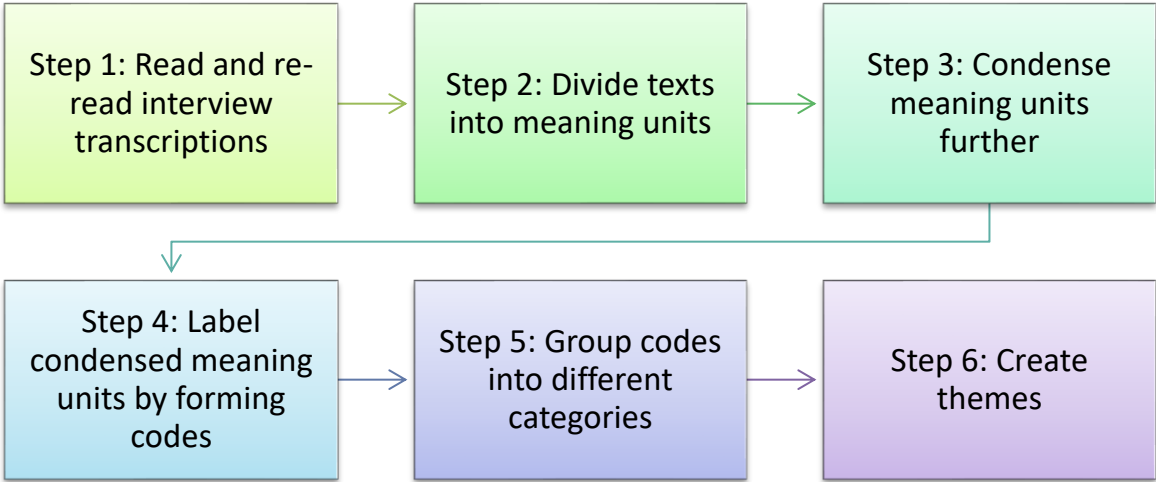 Step 1: Read and re-
read interview
transcriptions
Step 2: Divide texts
into meaning units
Step 3: Condense
meaning units
further
Step 4: Label
condensed meaning
units by forming
codes
Step 5: Group codes
into different
categories
Step 6: Create
themes